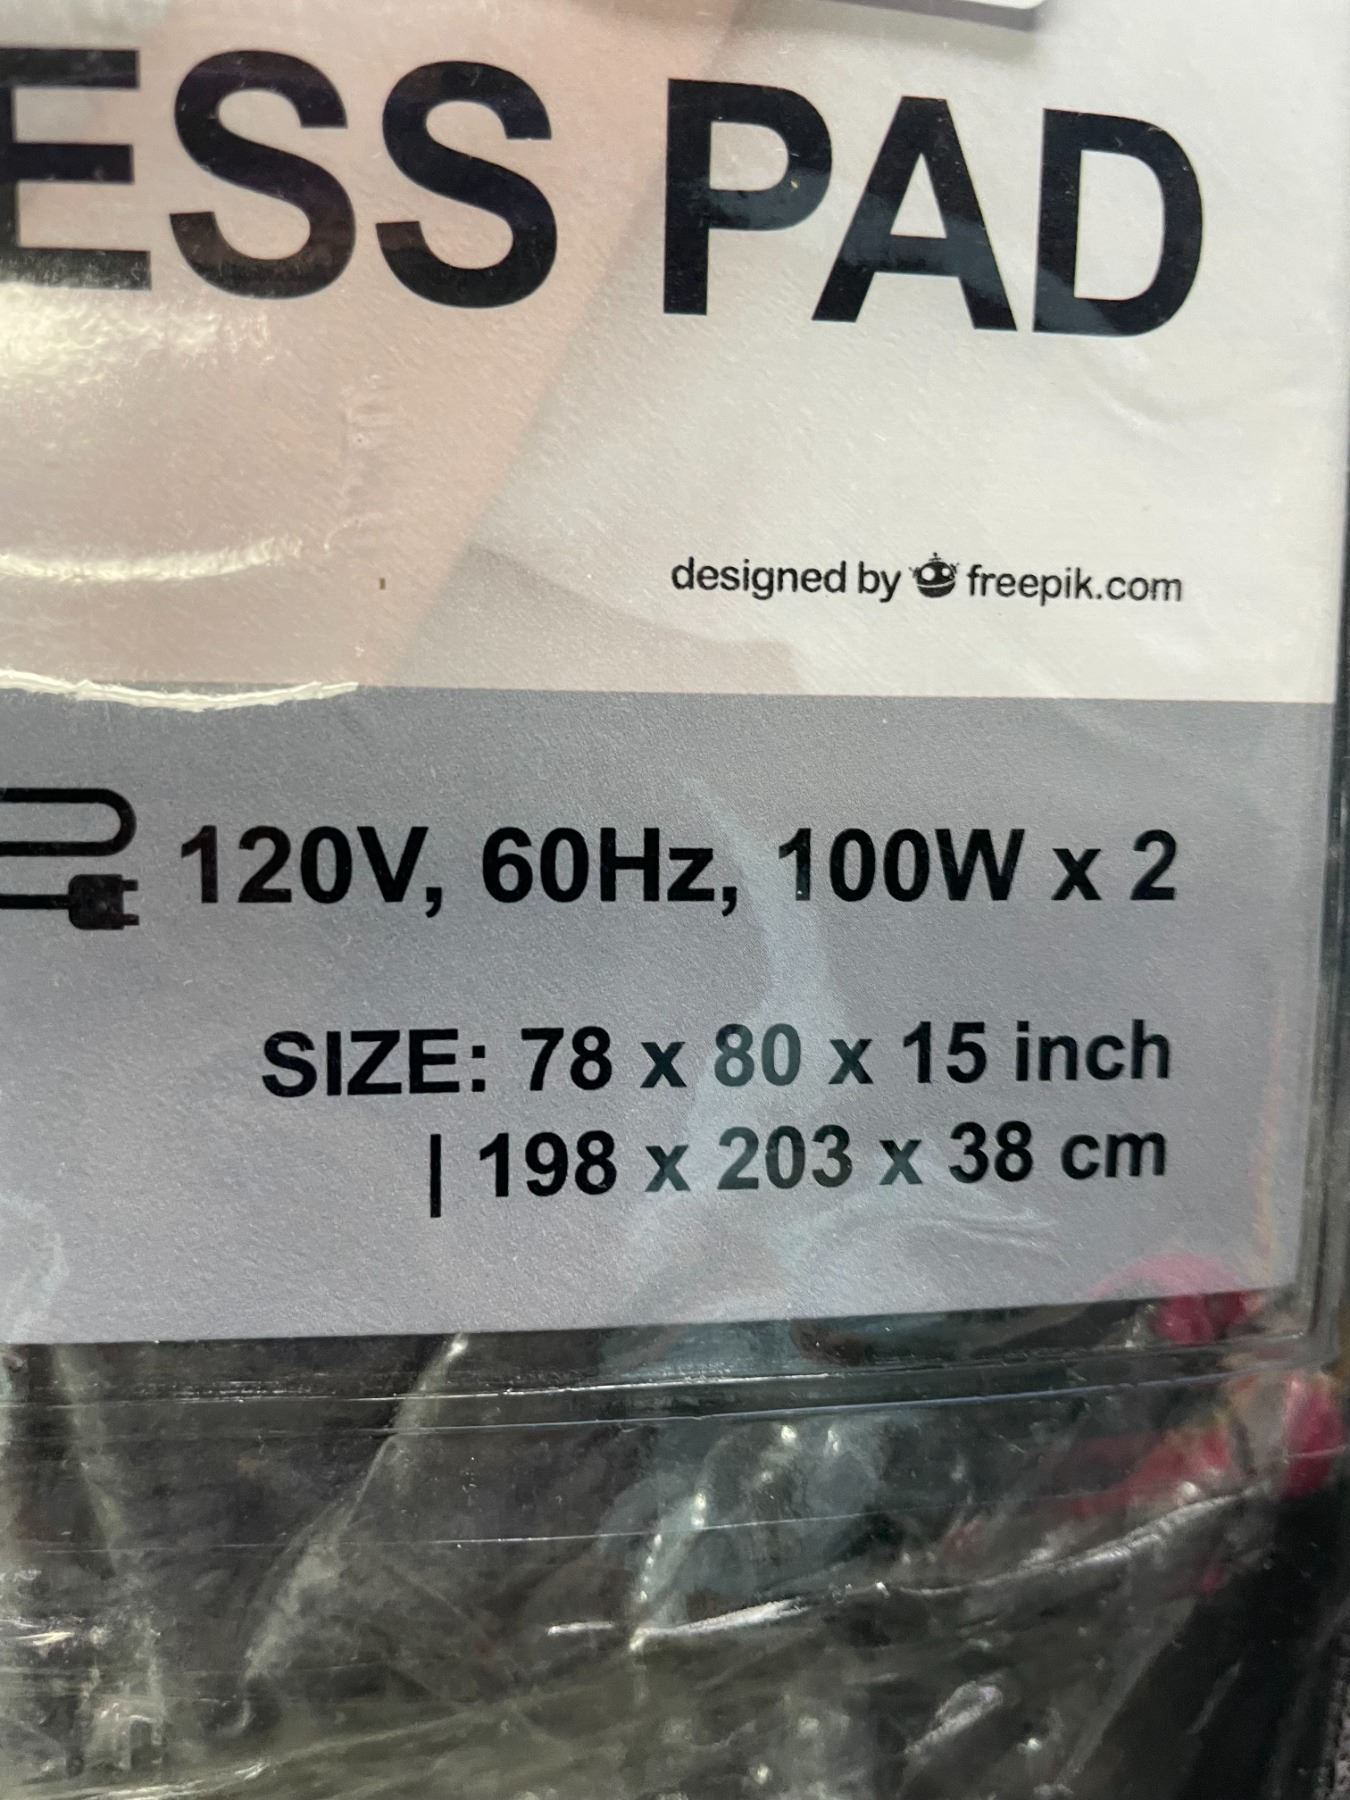 ESS PAD
designed by freepik.com
120V, 60Hz, 100W x 2
SIZE: 78 x 80 x 15 inch
| 198 x 203 x 38 cm